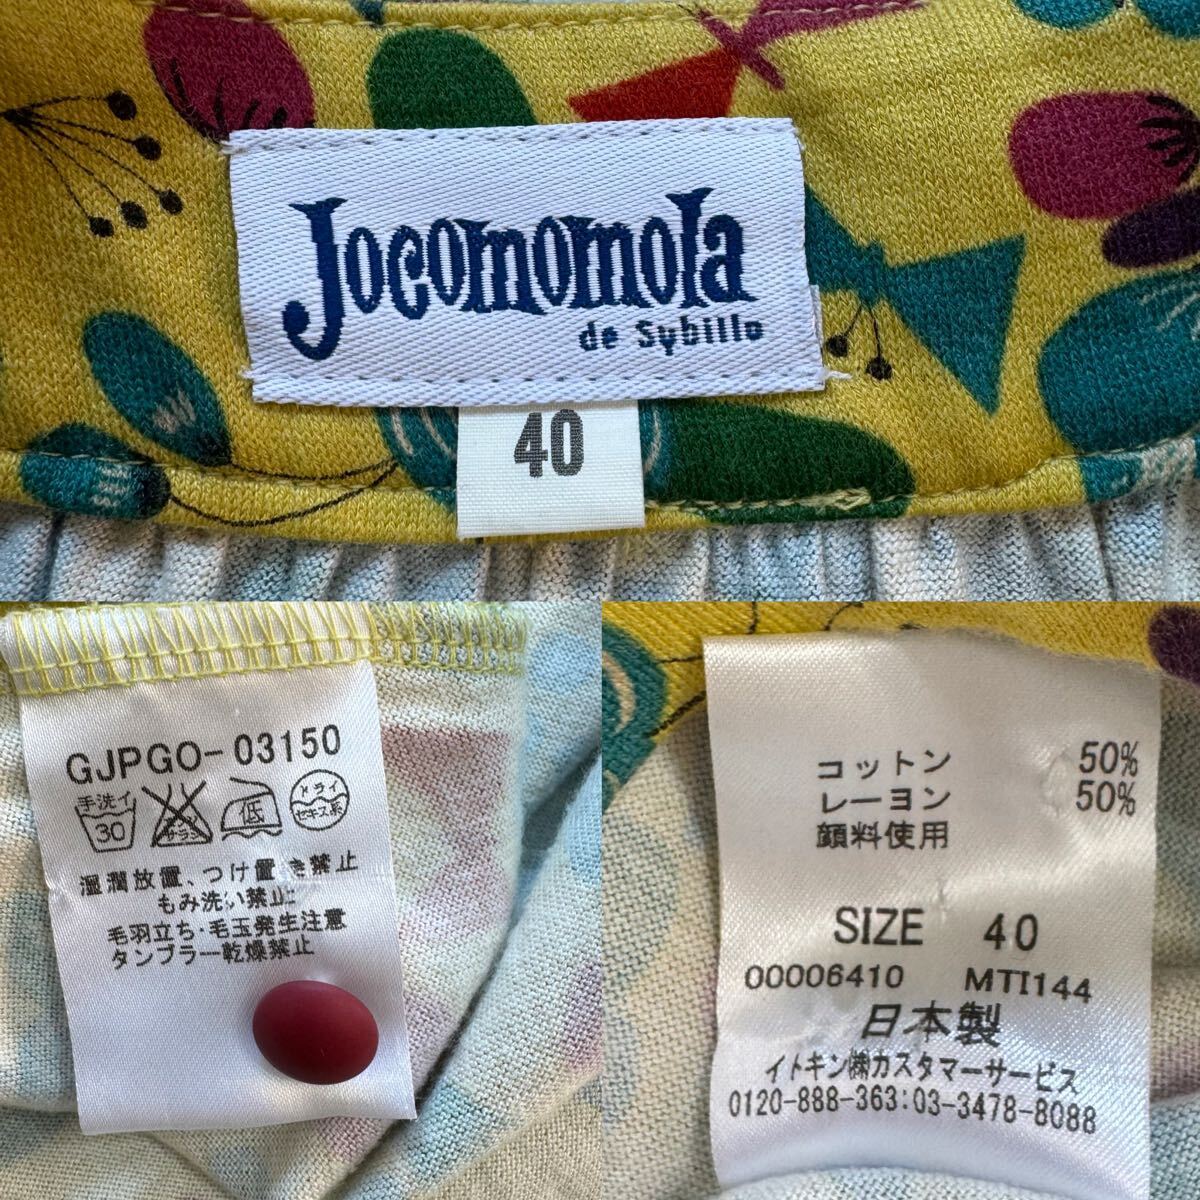 Jocomomola
de Sybilla
40
GJPGO-03150
手洗イ
30
低
ドライ
セキユ系
湿潤放置、つけ置き禁止
もみ洗い禁止
毛羽立ち・毛玉発生注意
タンブラー乾燥禁止
コットン 50%
レーヨン 50%
顔料使用
SIZE 40
00006410 MTI144
日本製
イトキン㈱カスタマーサービス
0120-888-363:03-3478-8088